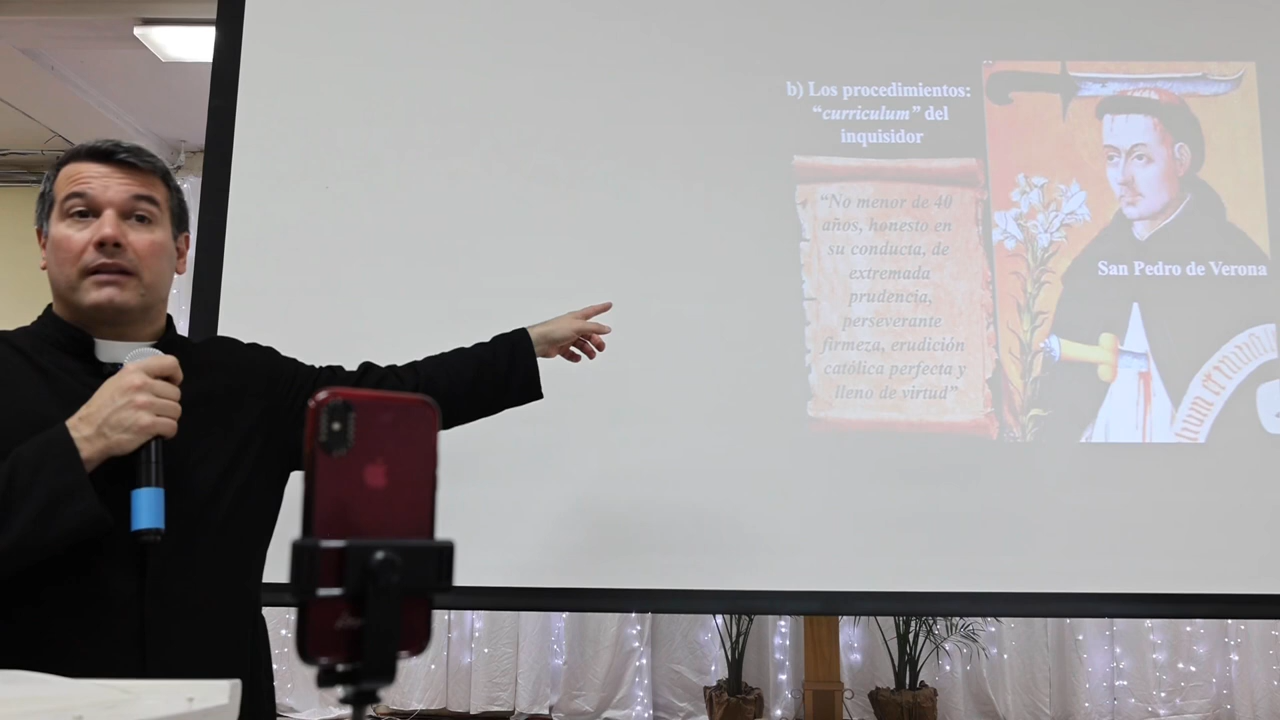 b) Los procedimientos:
“curriculum” del
inquisidor
“No menor de 40
años, honesto en
su conducta, de
extremada
prudencia,
perseverante
firmeza, erudición
católica perfecta y
lleno de virtud”
San Pedro de Verona